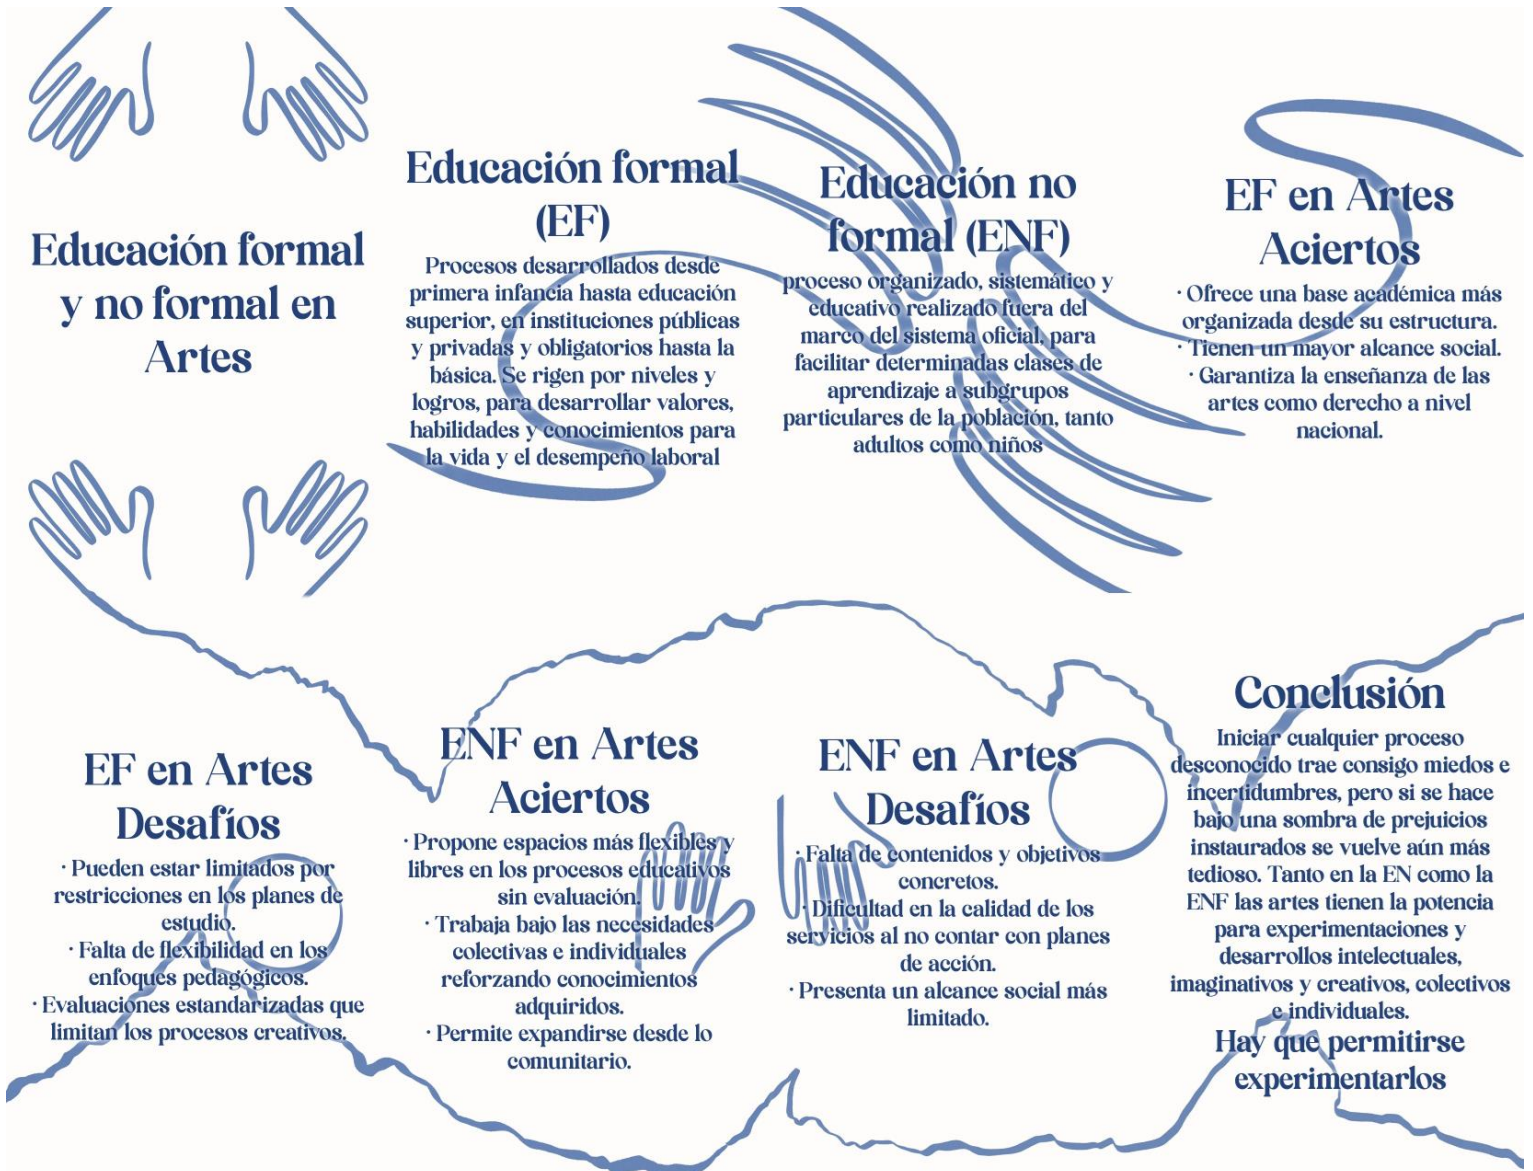 Educación formal
y no formal en
Artes
Educación formal
(EF)
Procesos desarrollados desde
primera infancia hasta educación
superior, en instituciones públicas
y privadas y obligatorios hasta la
básica. Se rigen por niveles y
logros, para desarrollar valores,
habilidades y conocimientos para
la vida y el desempeño laboral
Educación no
formal (ENF)
proceso organizado, sistemático y
educativo realizado fuera del
marco del sistema oficial, para
facilitar determinadas clases de
aprendizaje a subgrupos
particulares de la población, tanto
adultos como niños
EF en Artes
Aciertos
· Ofrece una base académica más
organizada desde su estructura.
· Tienen un mayor alcance social.
· Garantiza la enseñanza de las
artes como derecho a nivel
nacional.
EF en Artes
Desafíos
· Pueden estar limitados por
restricciones en los planes de
estudio.
· Falta de flexibilidad en los
enfoques pedagógicos.
· Evaluaciones estandarizadas que
limitan los procesos creativos.
ENF en Artes
Aciertos
· Propone espacios más flexibles y
libres en los procesos educativos
sin evaluación.
· Trabaja bajo las necesidades
colectivas e individuales
reforzando conocimientos
adquiridos.
· Permite expandirse desde lo
comunitario.
ENF en Artes
Desafíos
· Falta de contenidos y objetivos
concretos.
· Dificultad en la calidad de los
servicios al no contar con planes
de acción.
· Presenta un alcance social más
limitado.
Conclusión
Iniciar cualquier proceso
desconocido trae consigo miedos e
incertidumbres, pero si se hace
bajo una sombra de prejuicios
instaurados se vuelve aún más
tedioso. Tanto en la EN como la
ENF las artes tienen la potencia
para experimentaciones y
desarrollos intelectuales,
imaginativos y creativos, colectivos
e individuales.
Hay que permitirse
experimentarlos